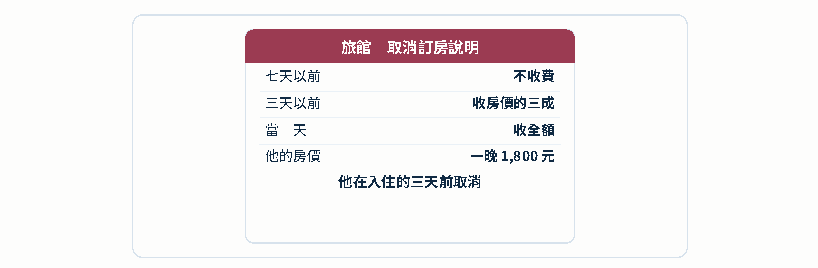 旅館　取消訂房說明
七天以前　不收費
三天以前　收房價的三成
當　天　收全額
他的房價　一晚 1,800 元
他在入住的三天前取消